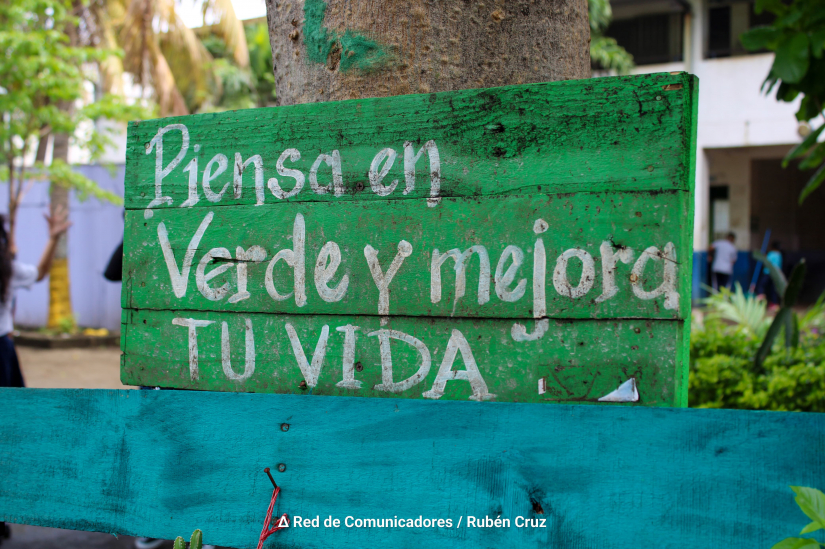 Piensa en
Verde y mejora
TU VIDA
Δ Red de Comunicadores / Rubén Cruz